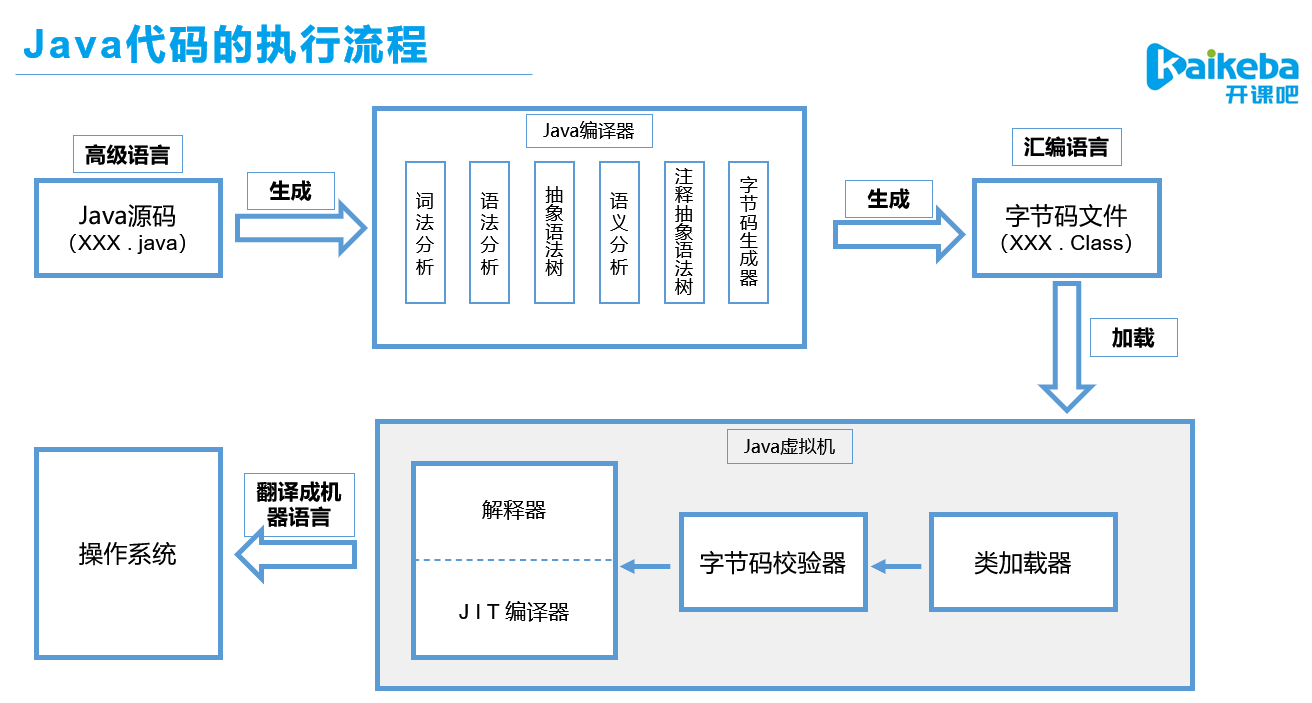 Java代码的执行流程
Kaikeba
开课吧
高级语言
Java源码
（XXX . java）
生成
Java编译器
词法分析
语法分析
抽象语法树
语义分析
注释抽象语法树
字节码生成器
生成
汇编语言
字节码文件
（XXX . Class）
加载
Java虚拟机
类加载器
字节码校验器
解释器
J I T 编译器
翻译成机
器语言
操作系统